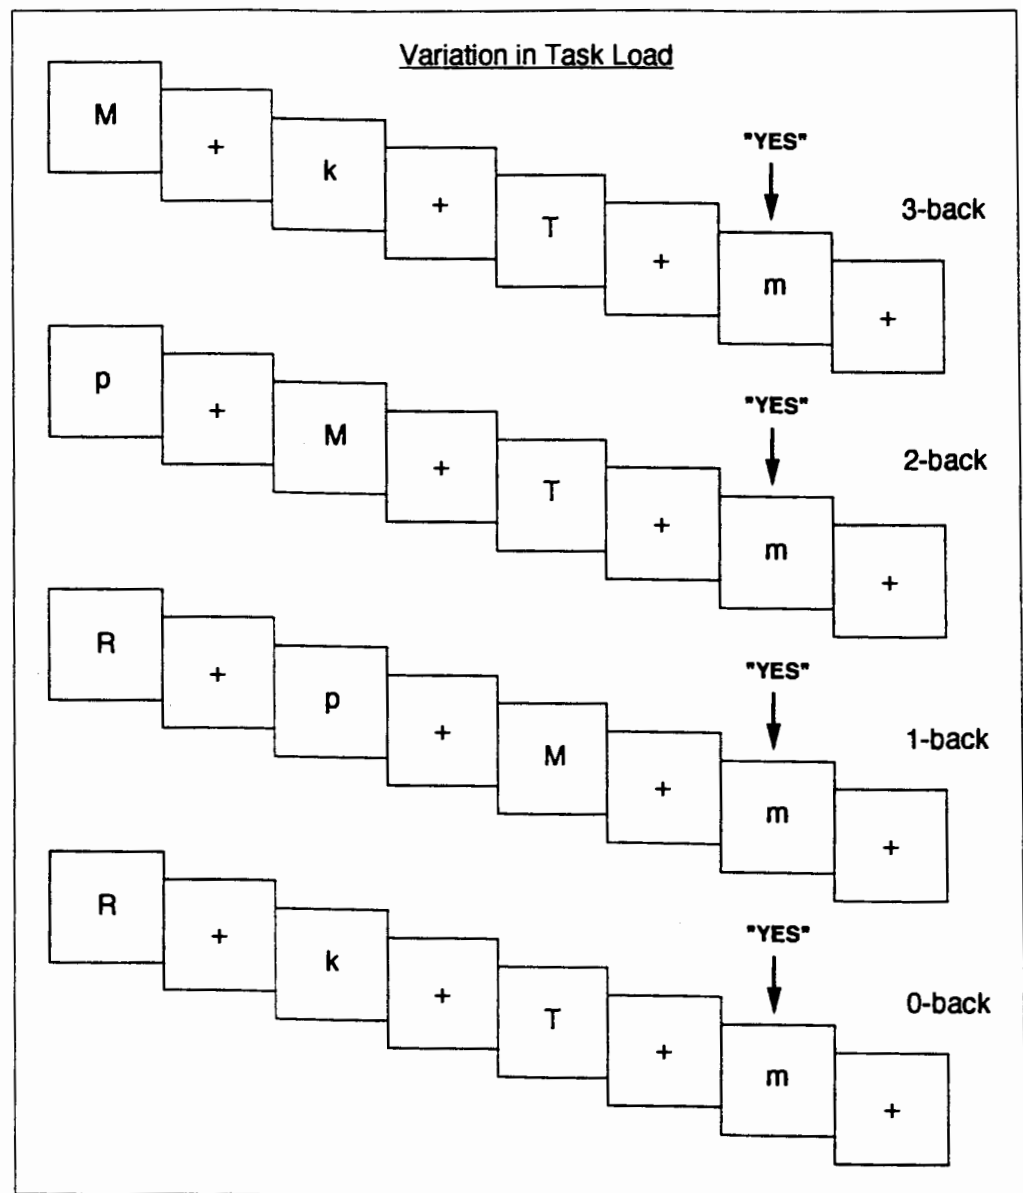 Variation in Task Load
M + k + T + m +
"YES"
3-back
p + M + T + m +
"YES"
2-back
R + p + M + m +
"YES"
1-back
R + k + T + m +
"YES"
0-back